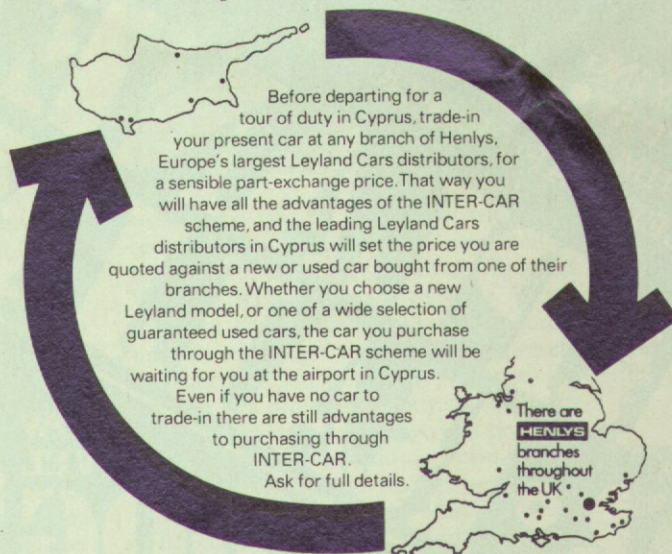 Before departing for a
tour of duty in Cyprus, trade-in
your present car at any branch of Henlys,
Europe's largest Leyland Cars distributors, for
a sensible part-exchange price. That way you
will have all the advantages of the INTER-CAR
scheme, and the leading Leyland Cars
distributors in Cyprus will set the price you are
quoted against a new or used car bought from one of their
branches. Whether you choose a new
Leyland model, or one of a wide selection of
guaranteed used cars, the car you purchase
through the INTER-CAR scheme will be
waiting for you at the airport in Cyprus.
Even if you have no car to
trade-in there are still advantages
to purchasing through
INTER-CAR.
Ask for full details.
There are
HENLYS
branches
throughout
the UK